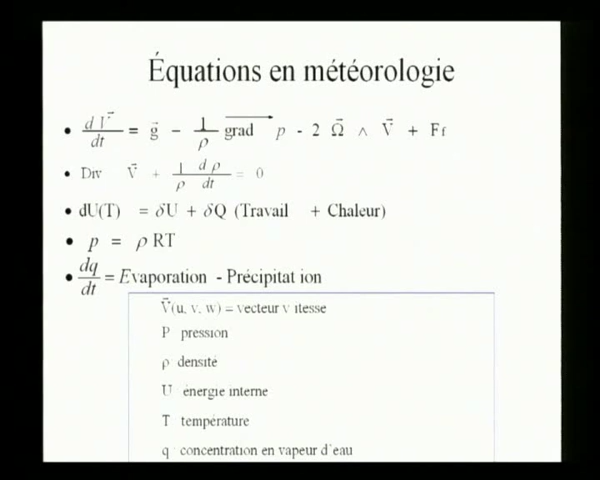 Équations en météorologie
• dV⃗/dt = g⃗ - 1/ρ grad p - 2 Ω⃗ ∧ V⃗ + Ff
• Div V⃗ + 1/ρ dρ/dt = 0
• dU(T) = δU + δQ (Travail + Chaleur)
• p = ρ RT
• dq/dt = Evaporation - Précipitat ion
V⃗(u, v, w) = vecteur v itesse
P pression
ρ densité
U énergie interne
T température
q concentration en vapeur d'eau